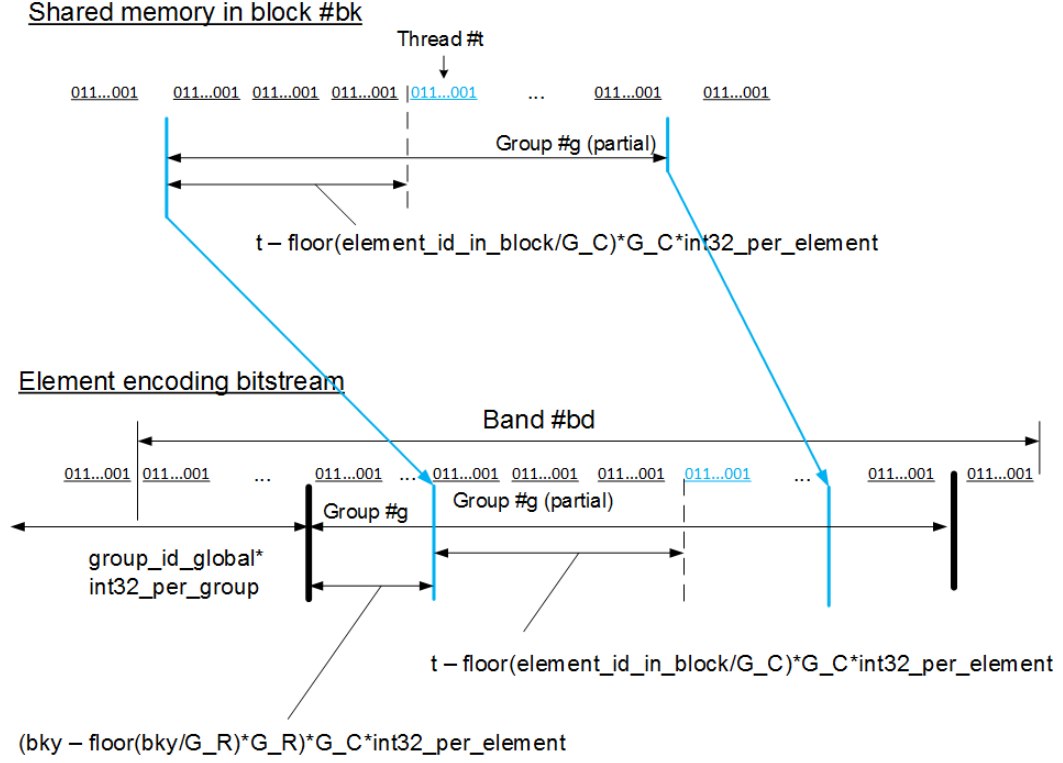 Shared memory in block #bk
Thread #t
011...001 011...001 011...001 011...001 011...001 ... 011...001 011...001
Group #g (partial)
t – floor(element_id_in_block/G_C)*G_C*int32_per_element
Element encoding bitstream
Band #bd
011...001 011...001 ... 011...001 ... 011...001 011...001 011...001 011...001 ... 011...001 011...001
Group #g
Group #g (partial)
group_id_global*
int32_per_group
t – floor(element_id_in_block/G_C)*G_C*int32_per_element
(bky – floor(bky/G_R)*G_R)*G_C*int32_per_element